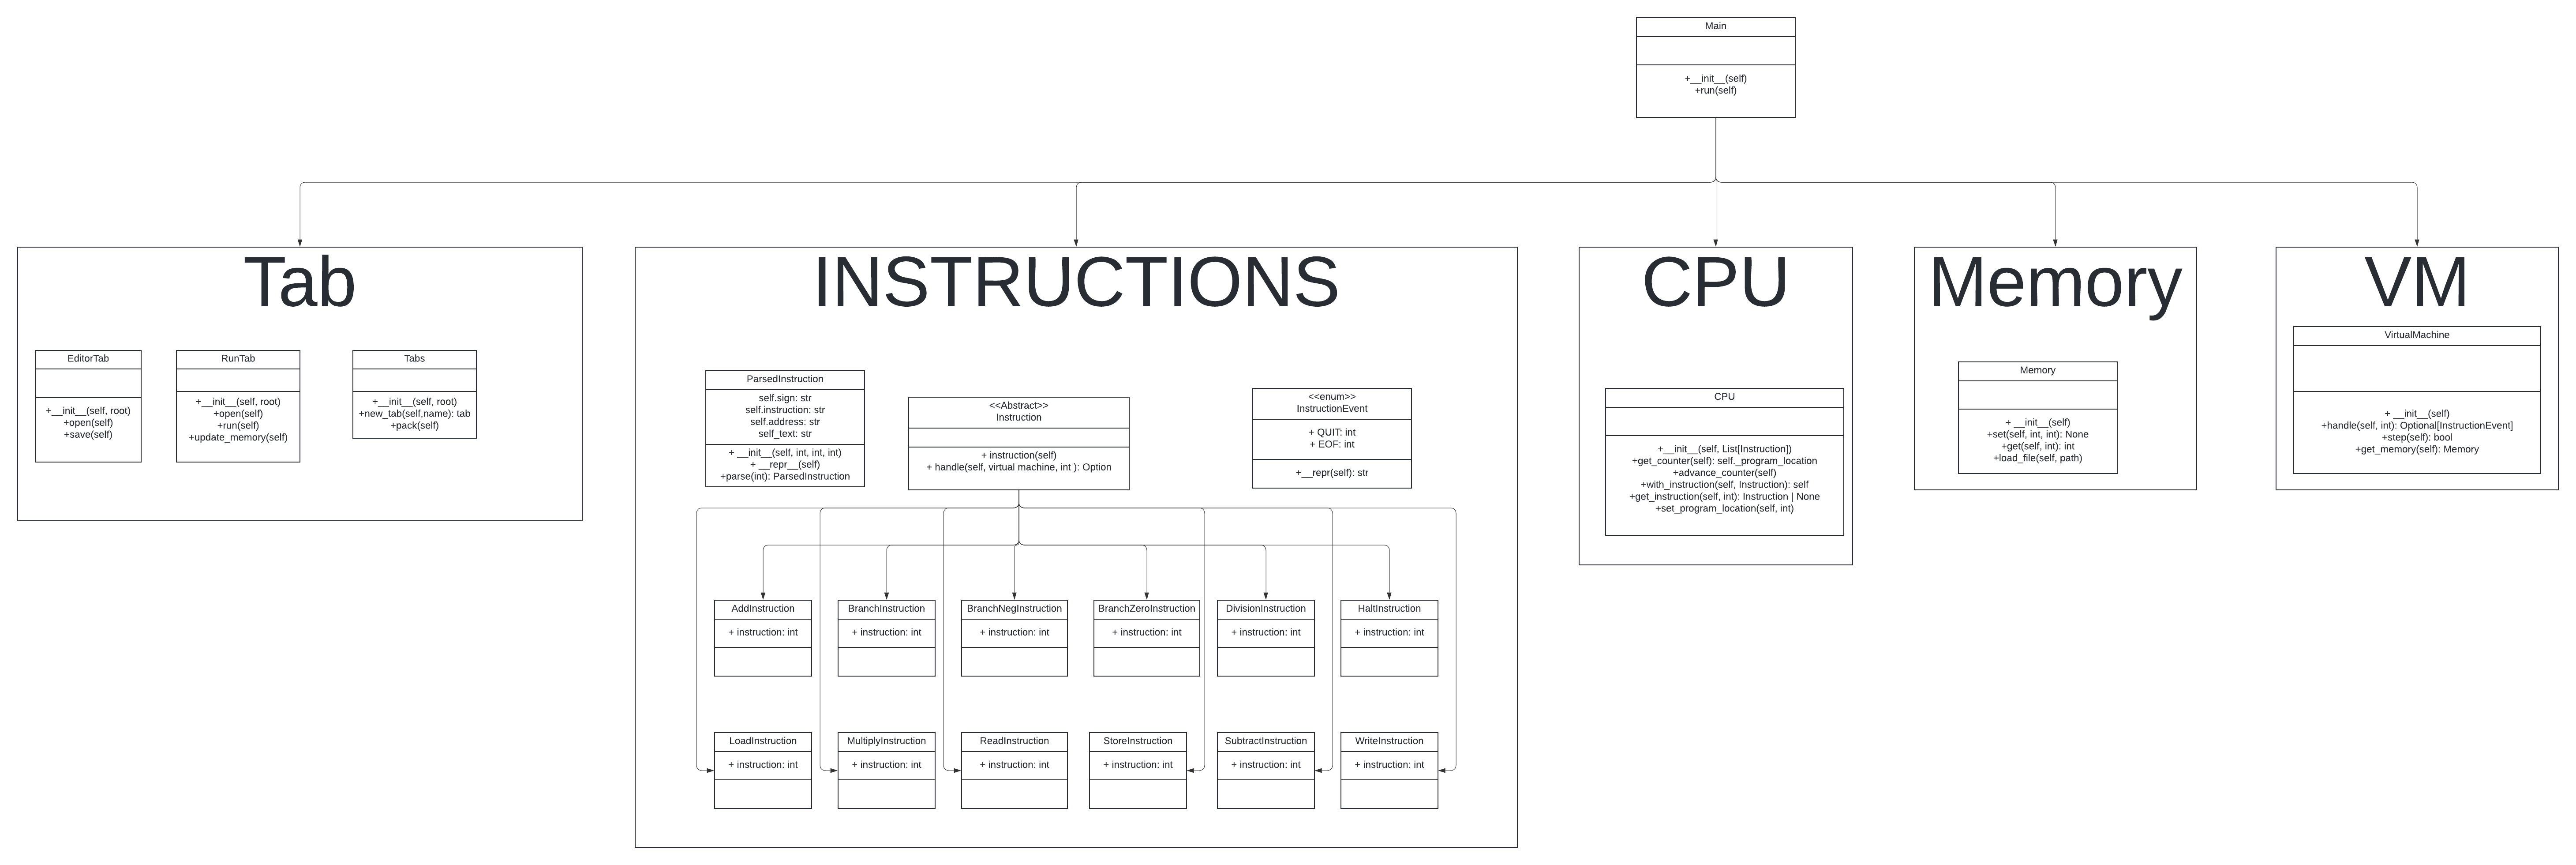 Main
+__init__(self)
+run(self)
Tab
EditorTab
+__init__(self, root)
+open(self)
+save(self)
RunTab
+__init__(self, root)
+open(self)
+run(self)
+update_memory(self)
Tabs
+__init__(self, root)
+new_tab(self,name): tab
+pack(self)
INSTRUCTIONS
ParsedInstruction
self.sign: str
self.instruction: str
self.address: str
self_text: str
+ __init__(self, int, int, int)
+ __repr__(self)
+parse(int): ParsedInstruction
<<Abstract>>
Instruction
+ instruction(self)
+ handle(self, virtual machine, int ): Option
<<enum>>
InstructionEvent
+ QUIT: int
+ EOF: int
+__repr(self): str
AddInstruction
+ instruction: int
BranchInstruction
+ instruction: int
BranchNegInstruction
+ instruction: int
BranchZeroInstruction
+ instruction: int
DivisionInstruction
+ instruction: int
HaltInstruction
+ instruction: int
LoadInstruction
+ instruction: int
MultiplyInstruction
+ instruction: int
ReadInstruction
+ instruction: int
StoreInstruction
+ instruction: int
SubtractInstruction
+ instruction: int
WriteInstruction
+ instruction: int
CPU
CPU
+__init__(self, List[Instruction])
+get_counter(self): self._program_location
+advance_counter(self)
+with_instruction(self, Instruction): self
+get_instruction(self, int): Instruction | None
+set_program_location(self, int)
Memory
Memory
+ __init__(self)
+set(self, int, int): None
+get(self, int): int
+load_file(self, path)
VM
VirtualMachine
+ __init__(self)
+handle(self, int): Optional[InstructionEvent]
+step(self): bool
+get_memory(self): Memory